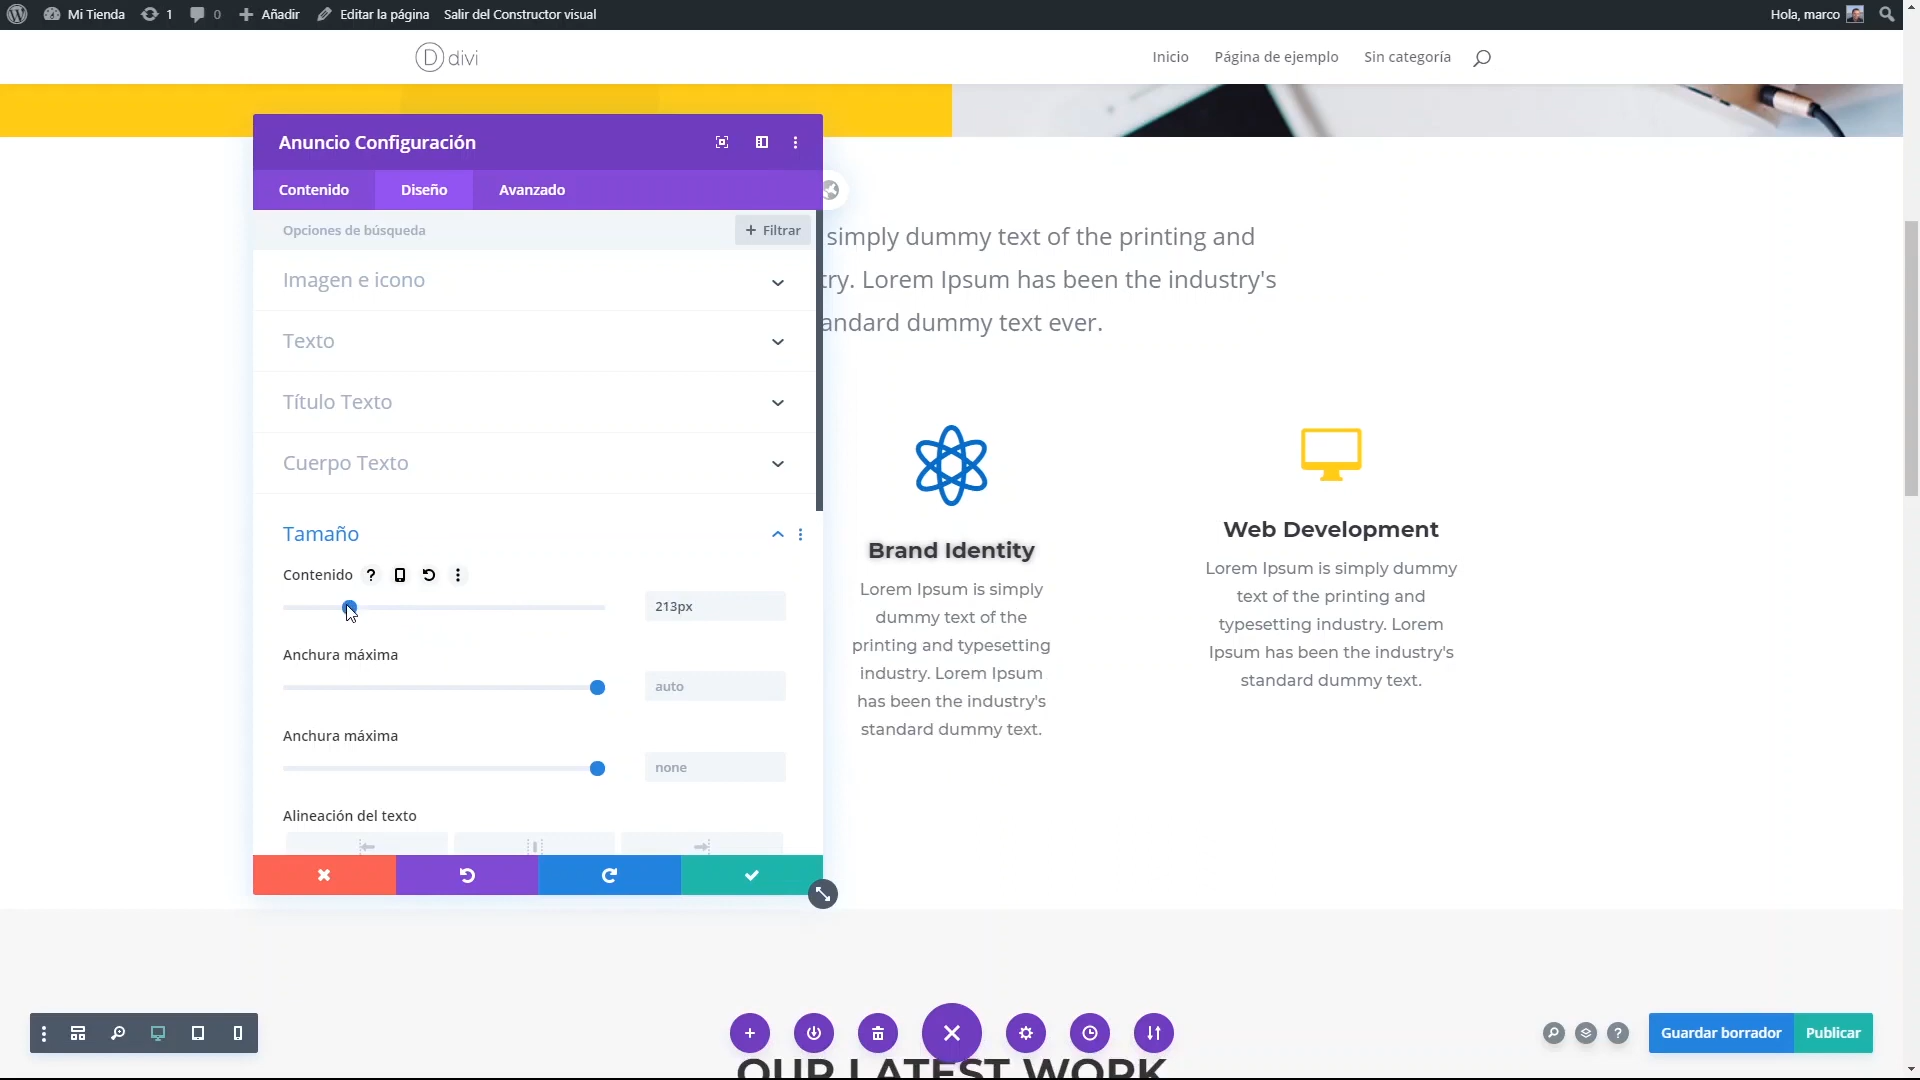 Mi Tienda
1
0
Añadir
Editar la página
Salir del Constructor visual
Hola, marco
D divi
Inicio
Página de ejemplo
Sin categoría
Anuncio Configuración
Contenido
Diseño
Avanzado
Opciones de búsqueda
+ Filtrar
Imagen e icono
Texto
Título Texto
Cuerpo Texto
Tamaño
Contenido
213px
Anchura máxima
auto
Anchura máxima
none
Alineación del texto
simply dummy text of the printing and
try. Lorem Ipsum has been the industry's
andard dummy text ever.
Brand Identity
Lorem Ipsum is simply
dummy text of the
printing and typesetting
industry. Lorem Ipsum
has been the industry's
standard dummy text.
Web Development
Lorem Ipsum is simply dummy
text of the printing and
typesetting industry. Lorem
Ipsum has been the industry's
standard dummy text.
Guardar borrador
Publicar
OUR LATEST WORK